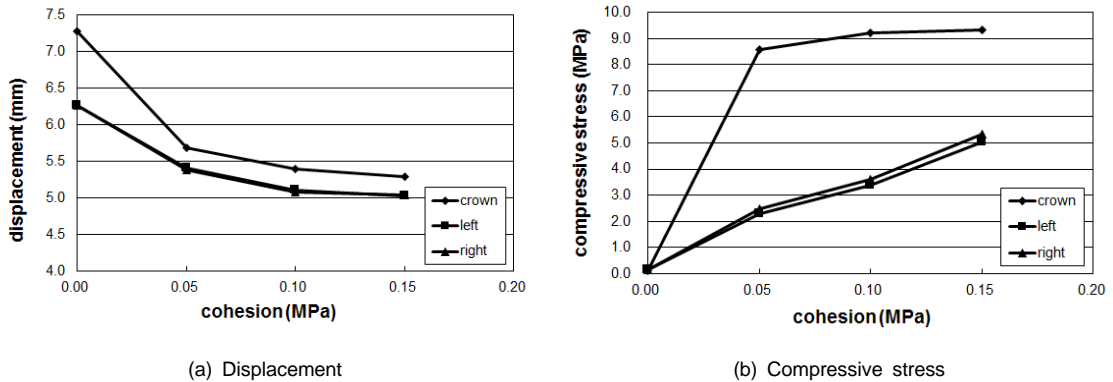 7.5
7.0
6.5
6.0
5.5
5.0
4.5
4.0
displacement (mm)
0.00 0.05 0.10 0.15 0.20
cohesion (MPa)
crown
left
right
(a) Displacement
10.0
9.0
8.0
7.0
6.0
5.0
4.0
3.0
2.0
1.0
0.0
compressive stress (MPa)
0.00 0.05 0.10 0.15 0.20
cohesion (MPa)
crown
left
right
(b) Compressive stress